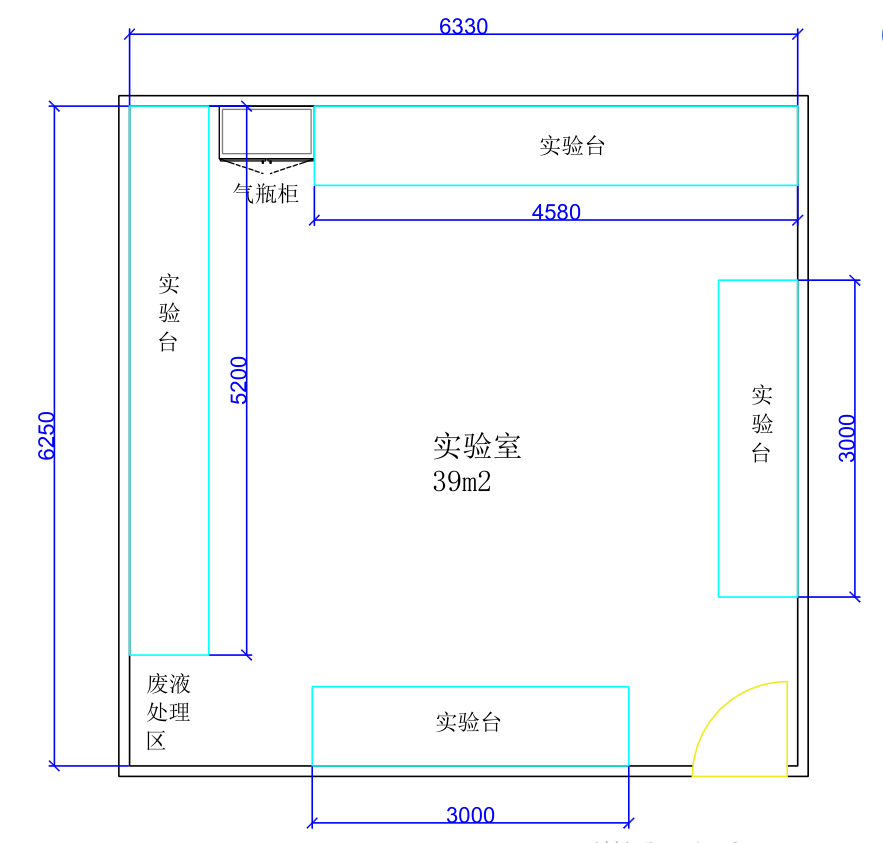 6330
实验台
气瓶柜
4580
实
验
台
5200
6250
实验室
39m2
实
验
台
3000
废液
处理
区
实验台
3000